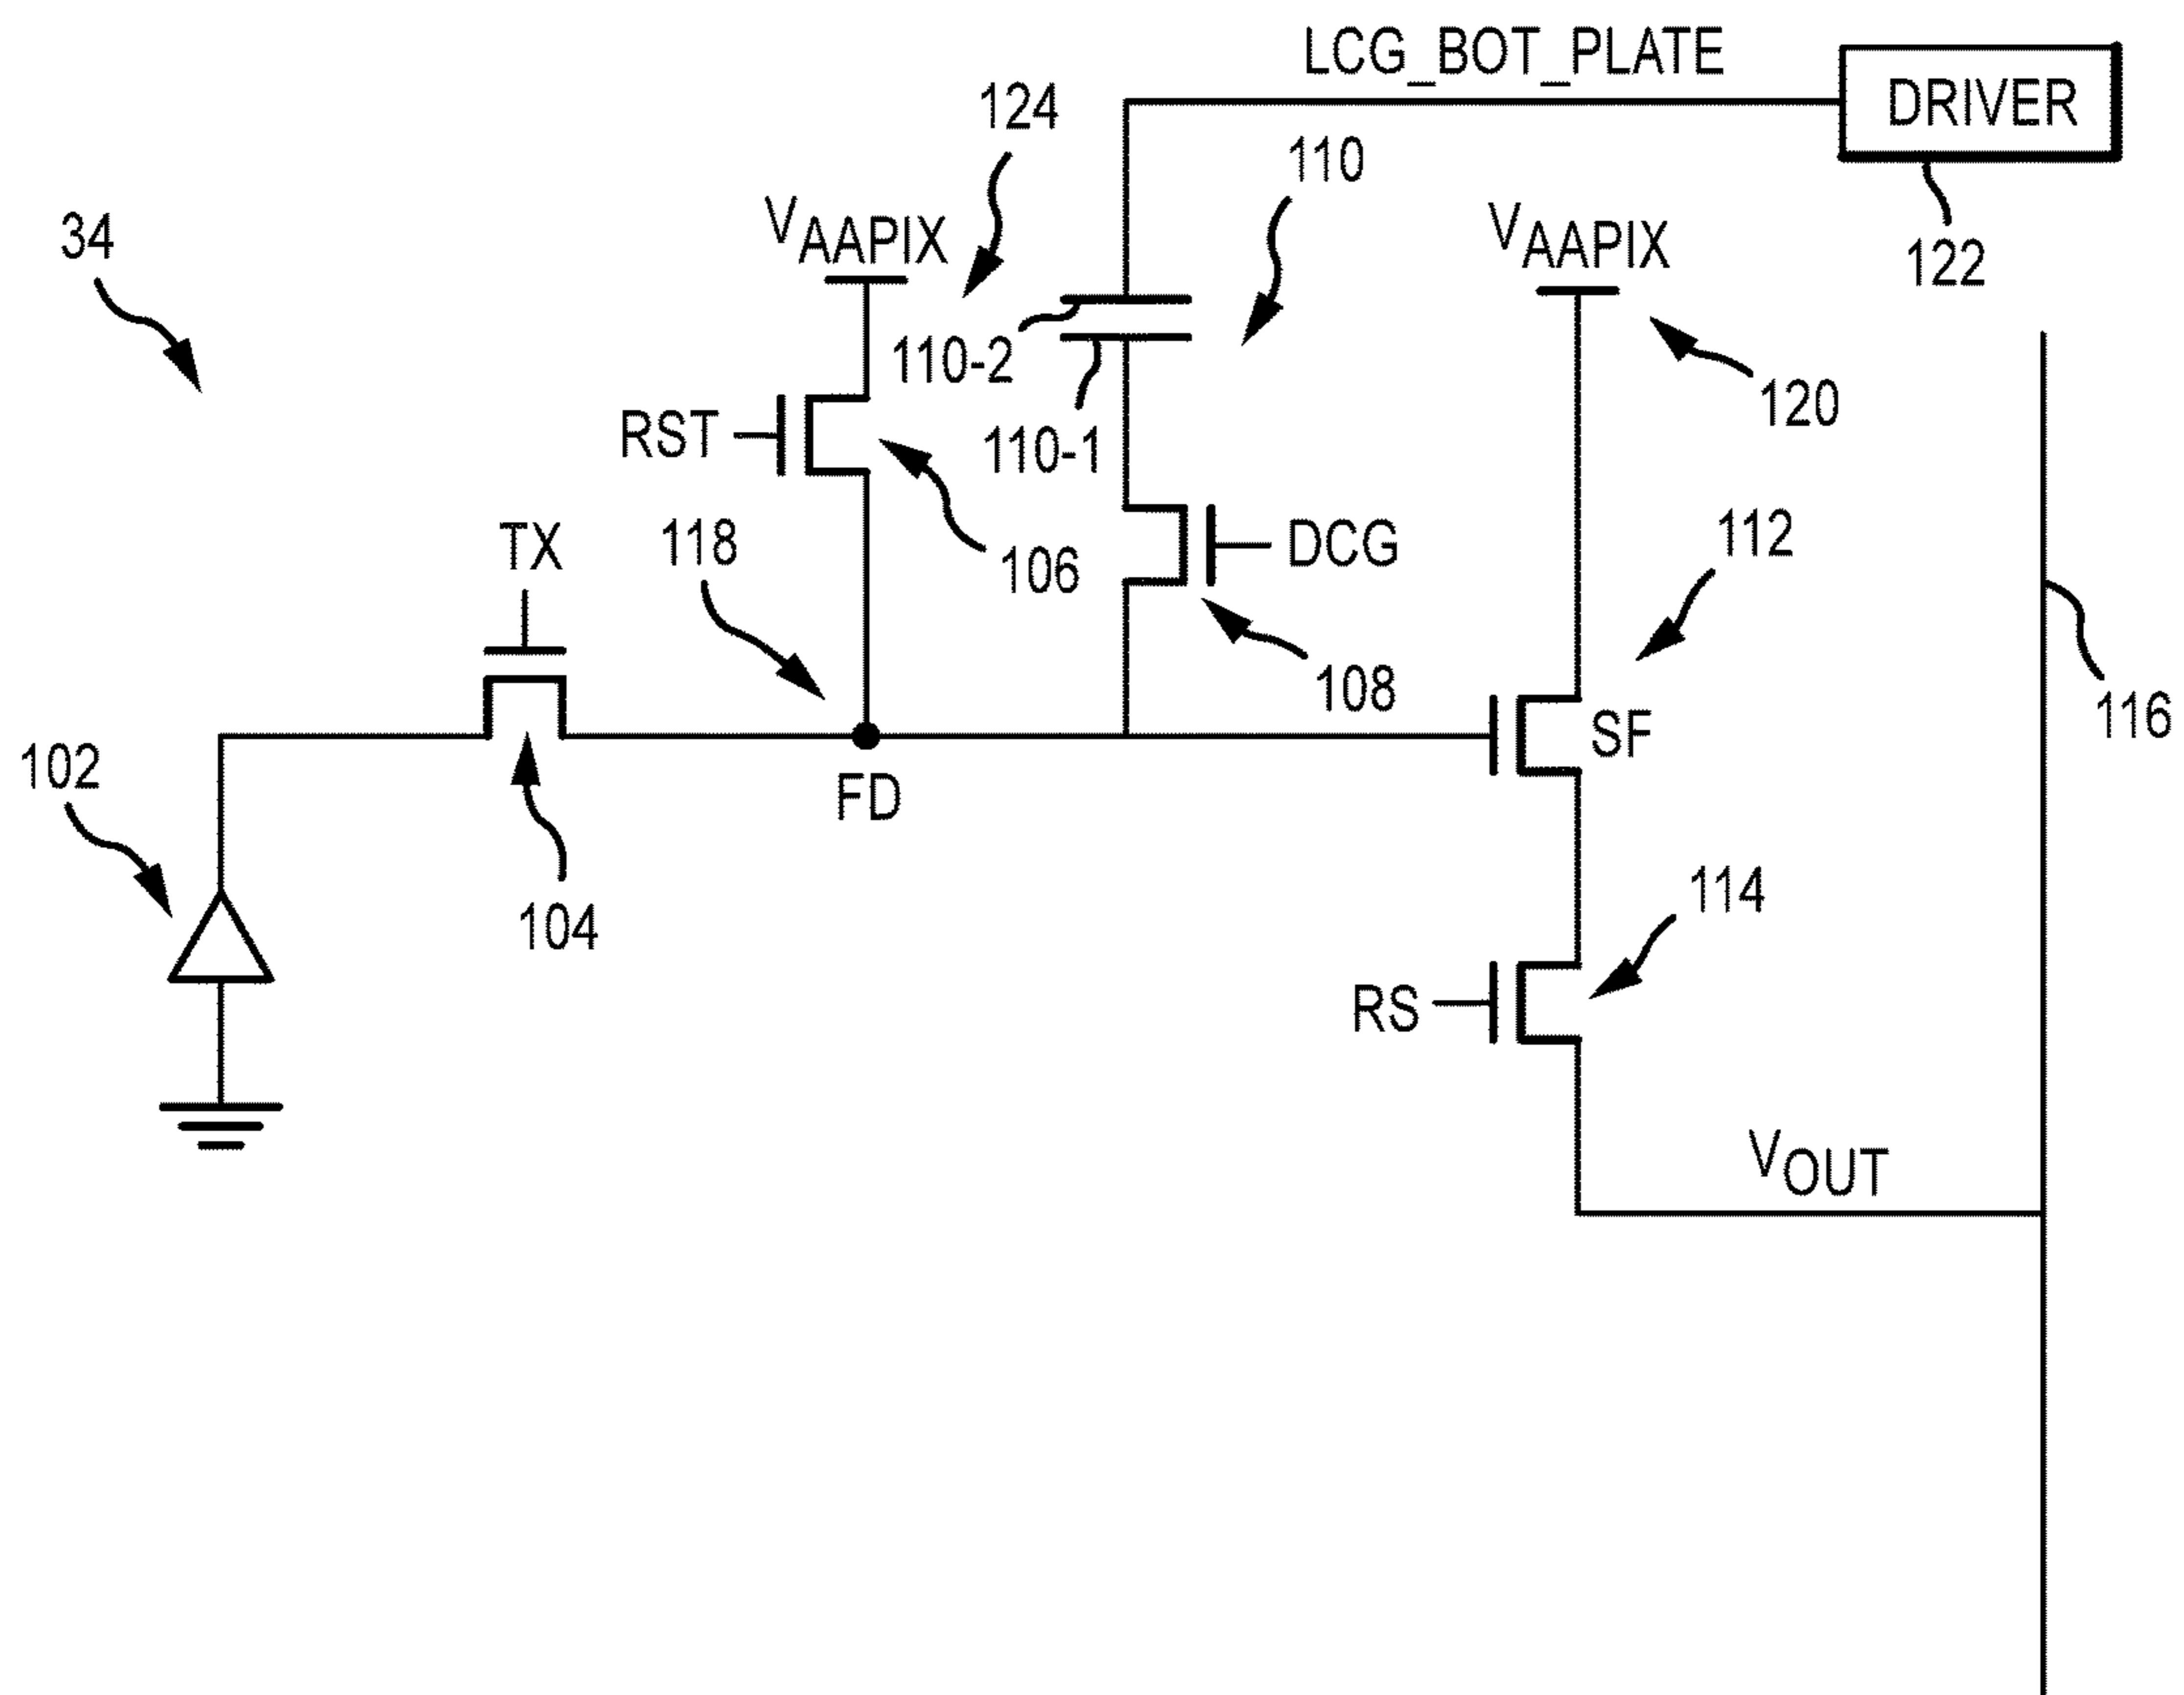 LCG_BOT_PLATE
DRIVER
124
110
34
VAAPIX
VAAPIX
122
110-2
120
RST
110-1
TX
118
106
DCG
112
108
116
102
FD
SF
104
114
RS
VOUT